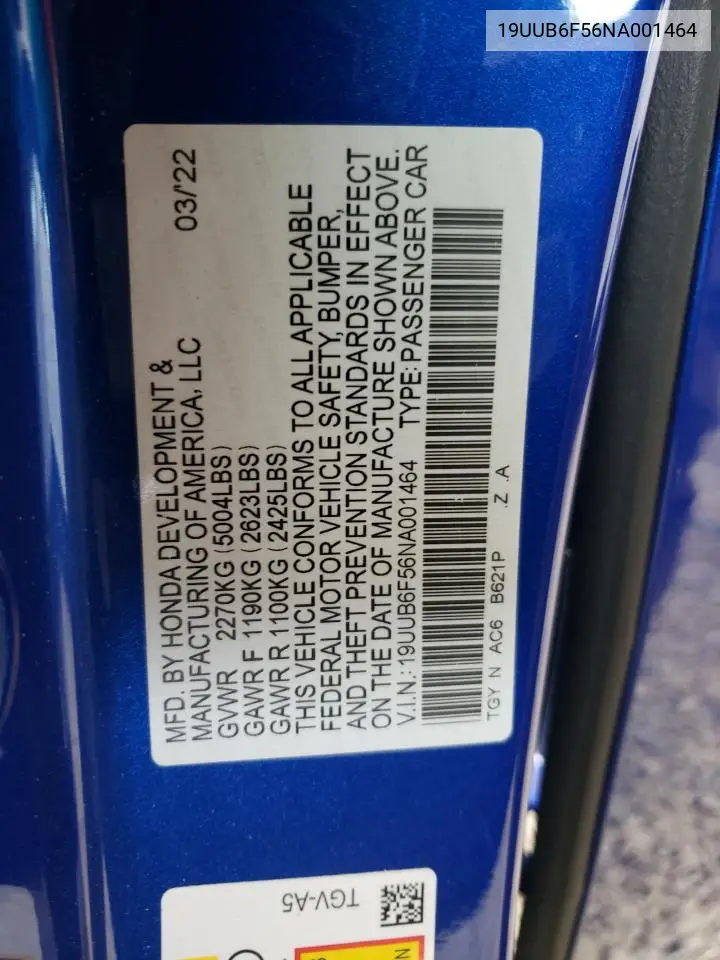 19UUB6F56NA001464
MFD. BY HONDA DEVELOPMENT &
MANUFACTURING OF AMERICA, LLC 03/'22
GVWR 2270KG (5004LBS)
GAWR F 1190KG (2623LBS)
GAWR R 1100KG (2425LBS)
THIS VEHICLE CONFORMS TO ALL APPLICABLE
FEDERAL MOTOR VEHICLE SAFETY, BUMPER,
AND THEFT PREVENTION STANDARDS IN EFFECT
ON THE DATE OF MANUFACTURE SHOWN ABOVE.
V.I.N.: 19UUB6F56NA001464 TYPE: PASSENGER CAR
TGY N AC6 B621P .Z .A
TGV-A5